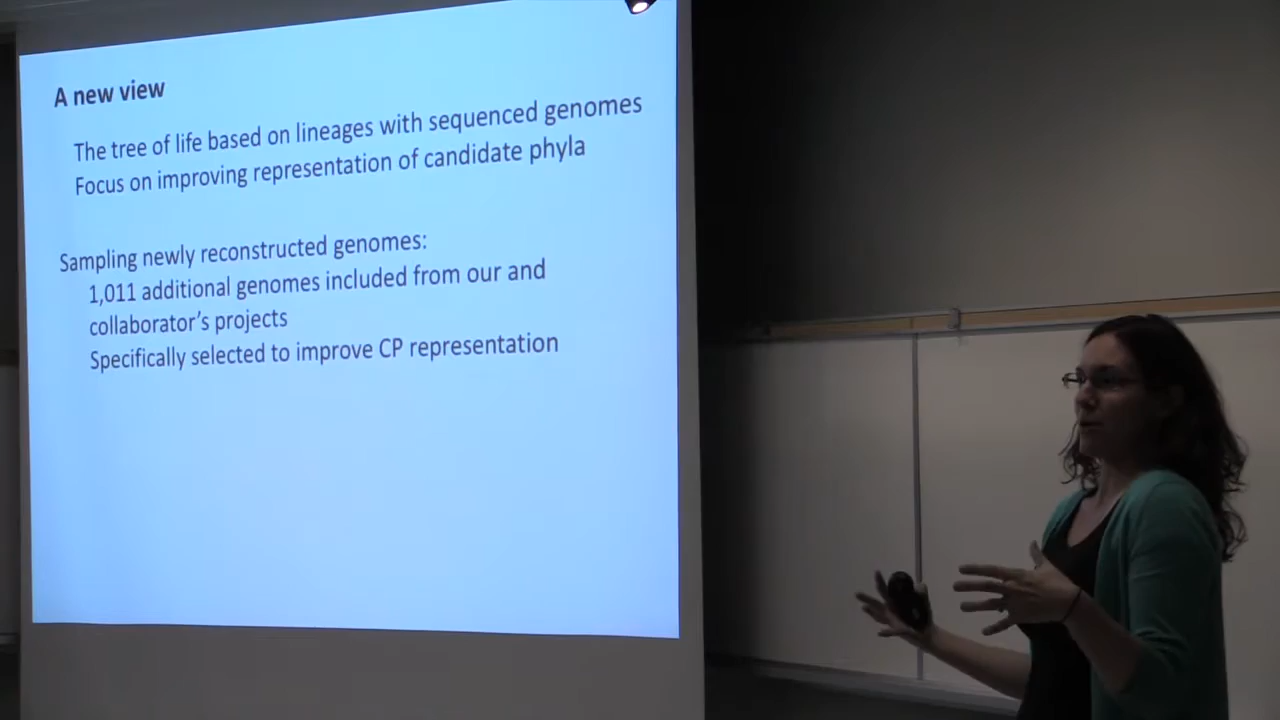 A new view
The tree of life based on lineages with sequenced genomes
Focus on improving representation of candidate phyla
Sampling newly reconstructed genomes:
1,011 additional genomes included from our and
collaborator's projects
Specifically selected to improve CP representation